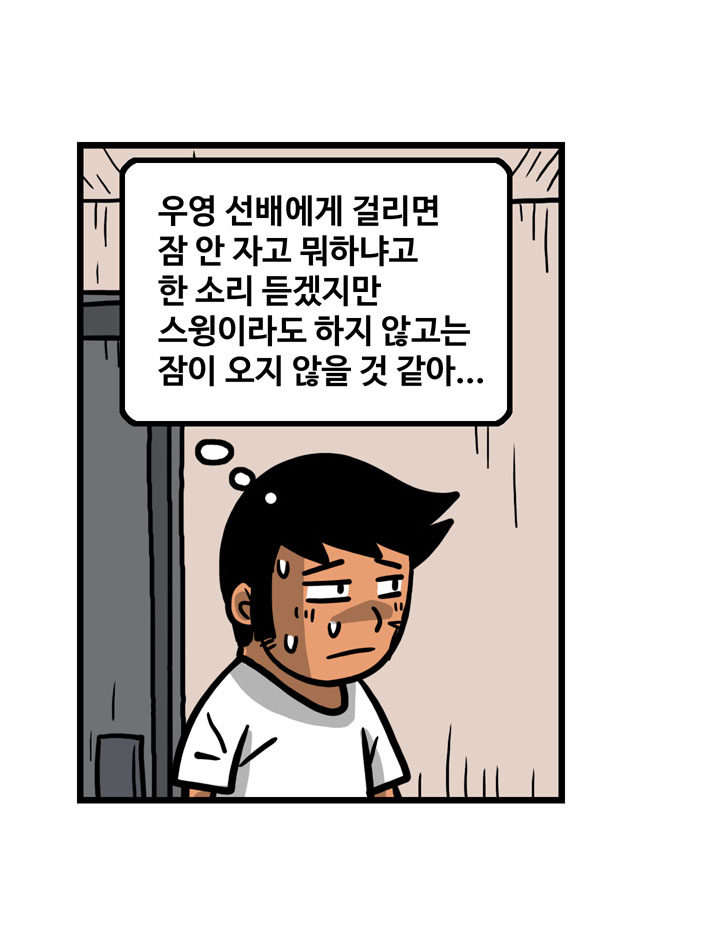 우영 선배에게 걸리면
잠 안 자고 뭐하냐고
한 소리 듣겠지만
스윙이라도 하지 않고는
잠이 오지 않을 것 같아...